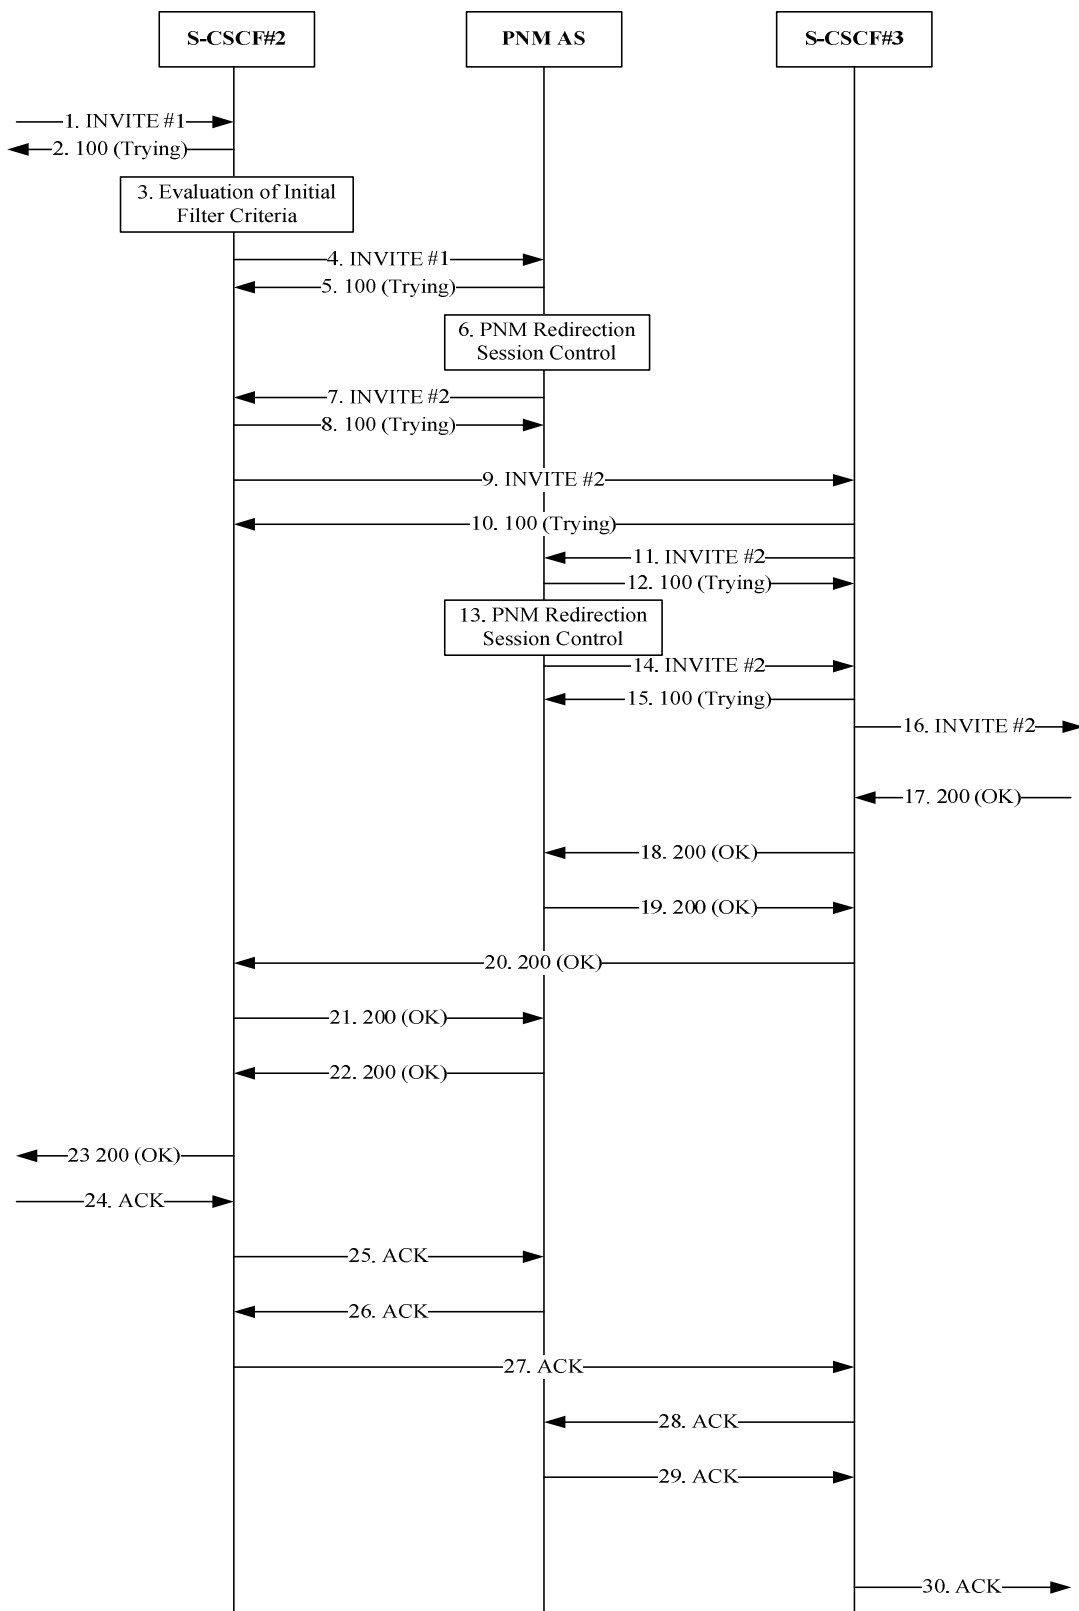 S-CSCF#2
PNM AS
S-CSCF#3
1. INVITE #1
2. 100 (Trying)
3. Evaluation of Initial
Filter Criteria
4. INVITE #1
5. 100 (Trying)
6. PNM Redirection
Session Control
7. INVITE #2
8. 100 (Trying)
9. INVITE #2
10. 100 (Trying)
11. INVITE #2
12. 100 (Trying)
13. PNM Redirection
Session Control
14. INVITE #2
15. 100 (Trying)
16. INVITE #2
17. 200 (OK)
18. 200 (OK)
19. 200 (OK)
20. 200 (OK)
21. 200 (OK)
22. 200 (OK)
23 200 (OK)
24. ACK
25. ACK
26. ACK
27. ACK
28. ACK
29. ACK
30. ACK